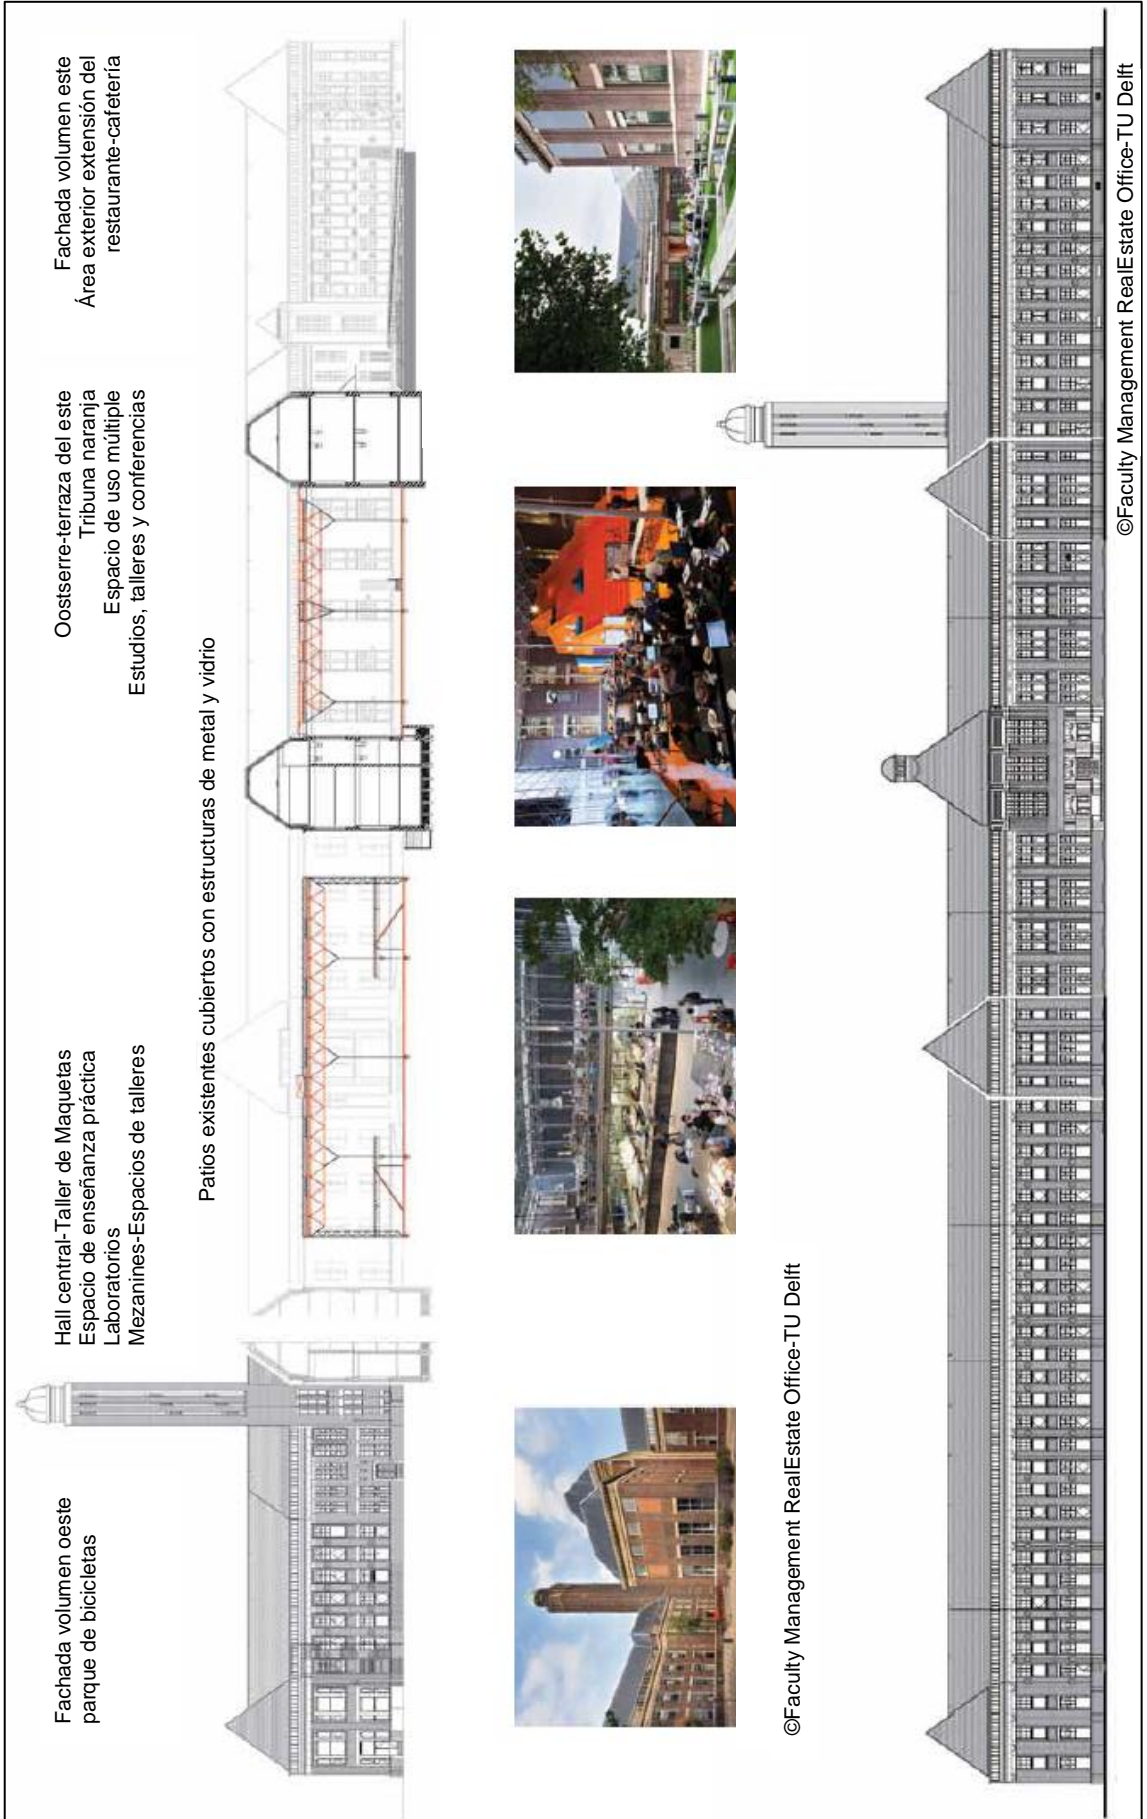 Fachada volumen oeste
parque de bicicletas
Hall central-Taller de Maquetas
Espacio de enseñanza práctica
Laboratorios
Mezanines-Espacios de talleres
Oostserre-terraza del este
Tribuna naranja
Espacio de uso múltiple
Estudios, talleres y conferencias
Fachada volumen este
Área exterior extensión del
restaurante-cafetería
Patios existentes cubiertos con estructuras de metal y vidrio
©Faculty Management RealEstate Office-TU Delft
©Faculty Management RealEstate Office-TU Delft